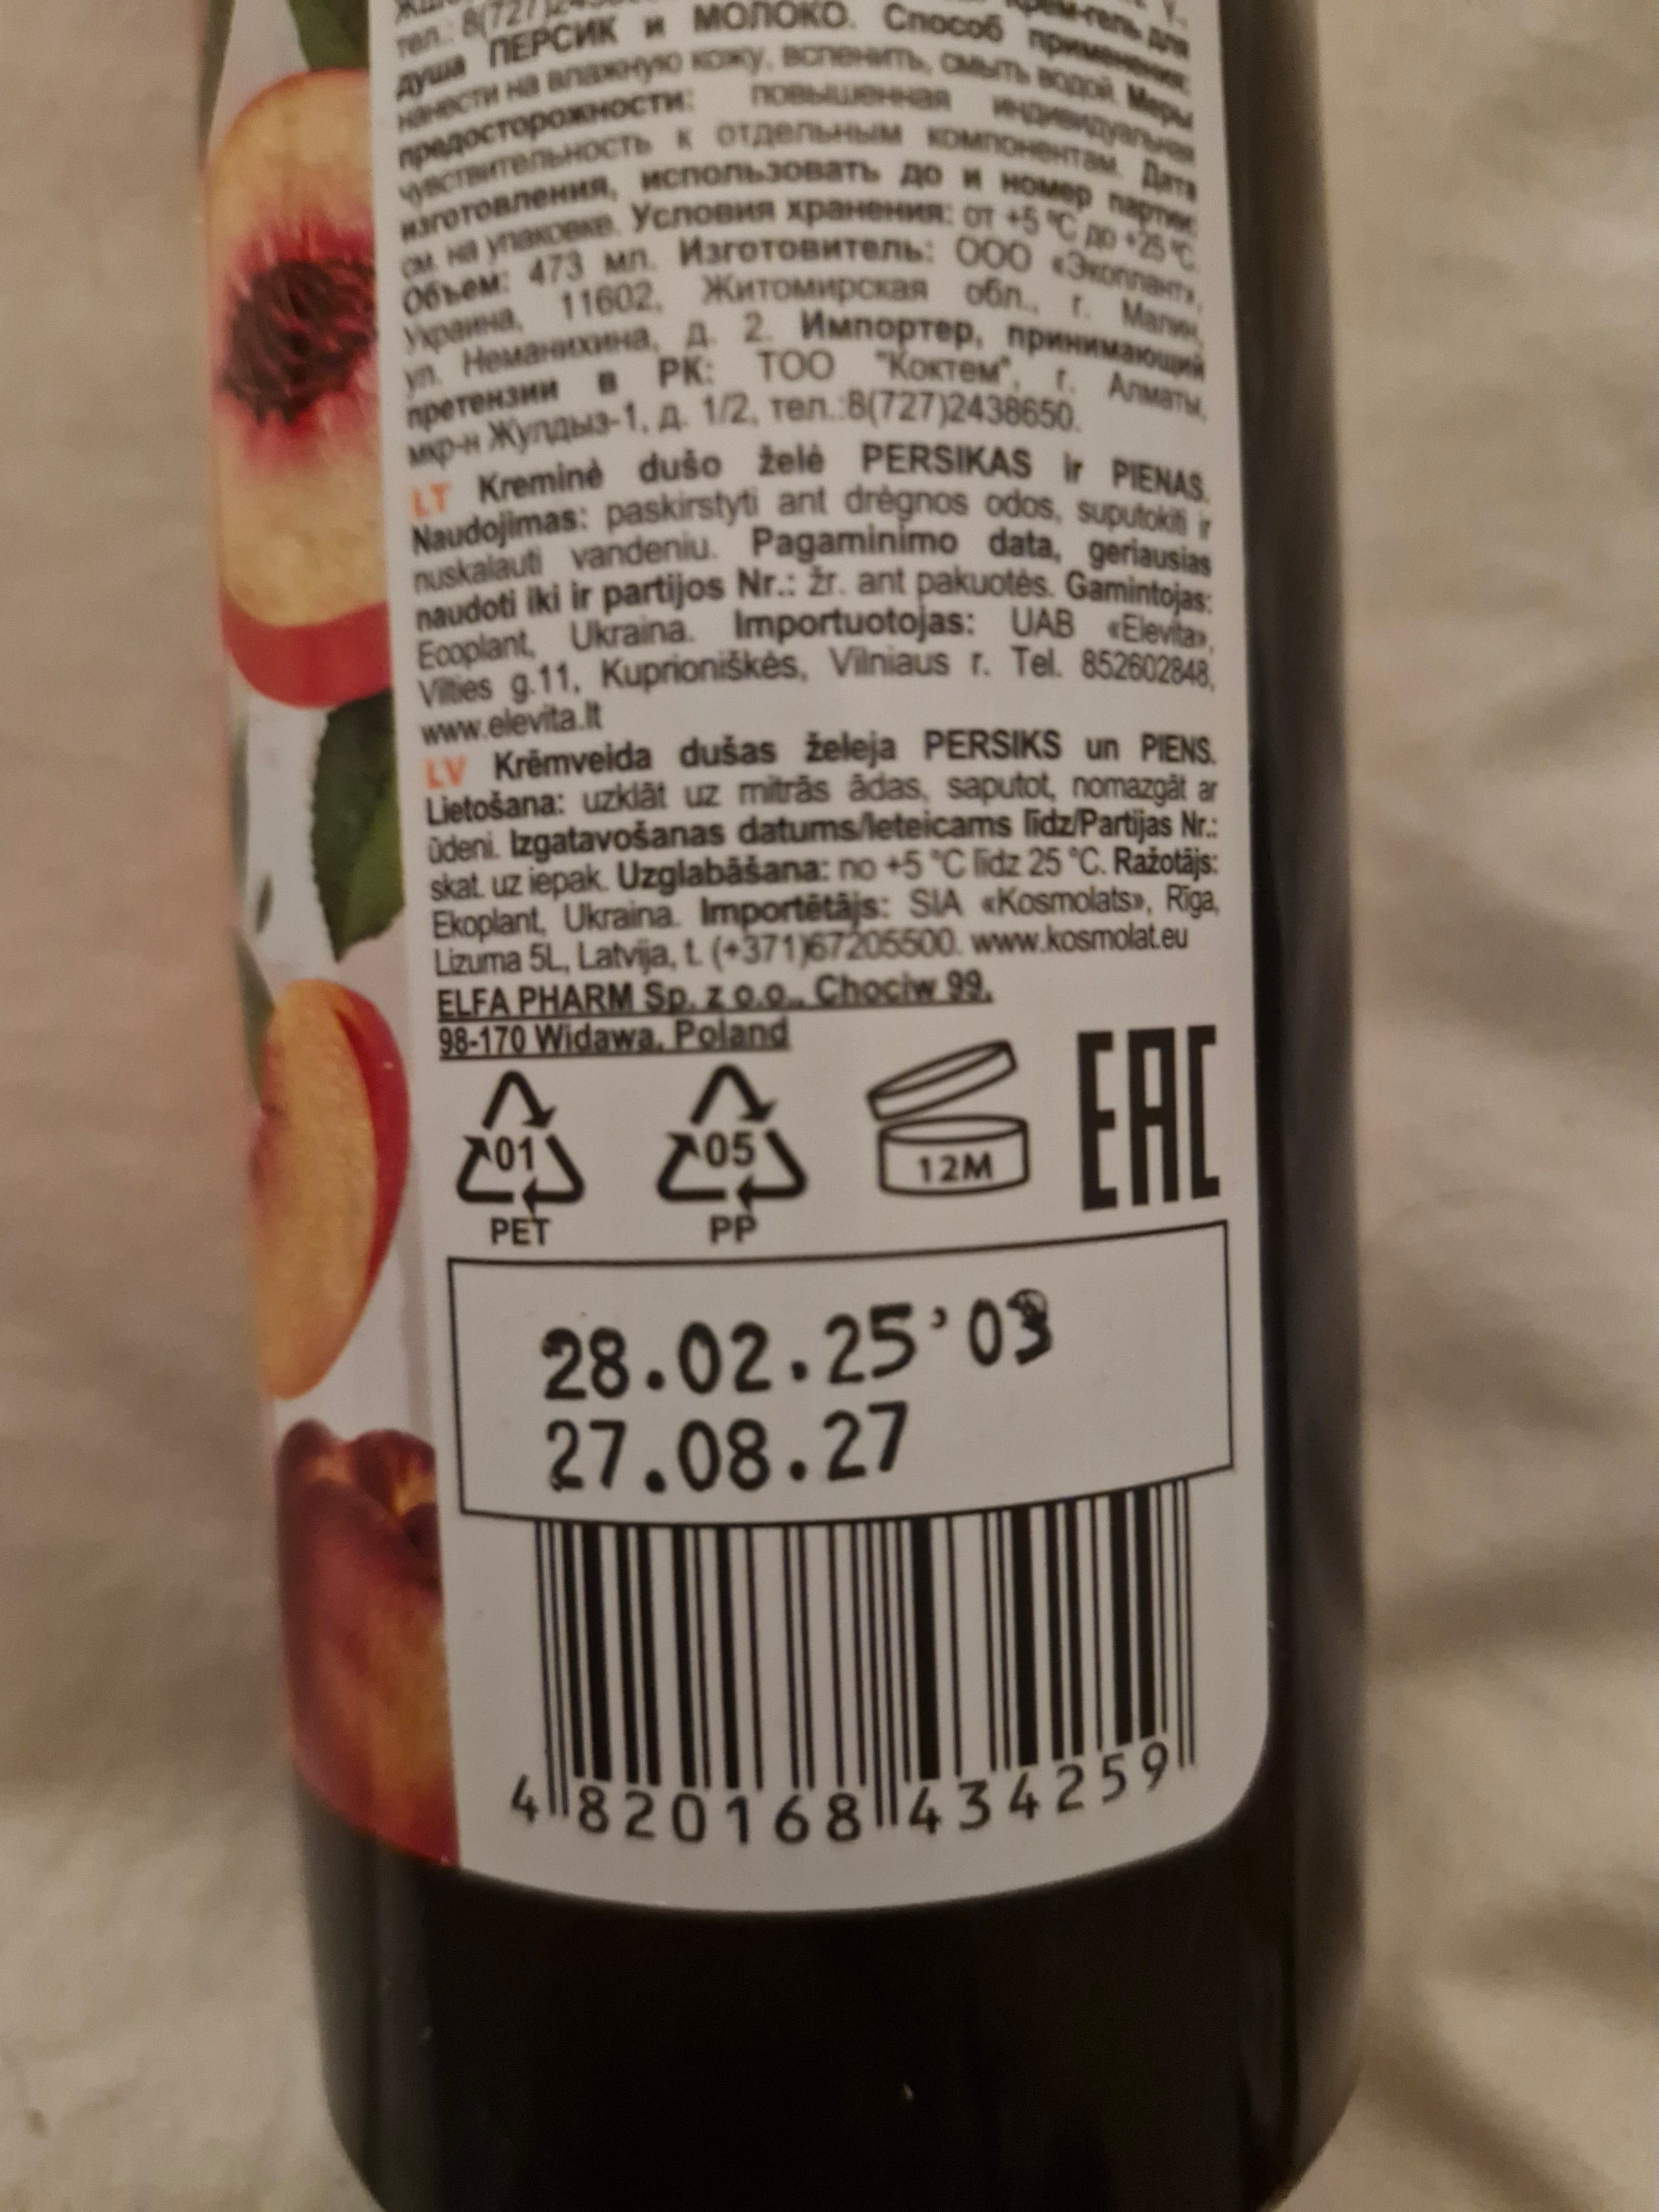 тел.: 8(727)
крем-гель для
душа ПЕРСИК и МОЛОКО. Способ применения:
нанести на влажную кожу, вспенить, смыть водой. Меры
предосторожности: повышенная индивидуальная
чувствительность к отдельным компонентам. Дата
изготовления, использовать до и номер партии:
см. на упаковке. Условия хранения: от +5 °C до +25 °C.
Объем: 473 мл. Изготовитель: ООО «Экоплант»,
Украина, 11602, Житомирская обл., г. Малин,
ул. Неманихина, д. 2. Импортер, принимающий
претензии в РК: ТОО "Коктем", г. Алматы,
мкр-н Жулдыз-1, д. 1/2, тел.:8(727)2438650.
LT Kreminė dušo želė PERSIKAS ir PIENAS.
Naudojimas: paskirstyti ant drėgnos odos, suputokiti ir
nuskalauti vandeniu. Pagaminimo data, geriausias
naudoti iki ir partijos Nr.: žr. ant pakuotės. Gamintojas:
Ecoplant, Ukraina. Importuotojas: UAB «Elevita»,
Vilties g.11, Kuprioniškės, Vilniaus r. Tel. 852602848,
www.elevita.lt
LV Krēmveida dušas želeja PERSIKS un PIENS.
Lietošana: uzklāt uz mitrās ādas, saputot, nomazgāt ar
ūdeni. Izgatavošanas datums/Ieteicams līdz/Partijas Nr.:
skat. uz iepak. Uzglabāšana: no +5 °C līdz 25 °C. Ražotājs:
Ekoplant, Ukraina. Importētājs: SIA «Kosmolats», Rīga,
Lizuma 5L, Latvija, t. (+371)67205500. www.kosmolat.eu
ELFA PHARM Sp. z o.o., Chociw 99,
98-170 Widawa, Poland
01 05 12M EAC
PET PP
28.02.25'03
27.08.27
4 820168 434259